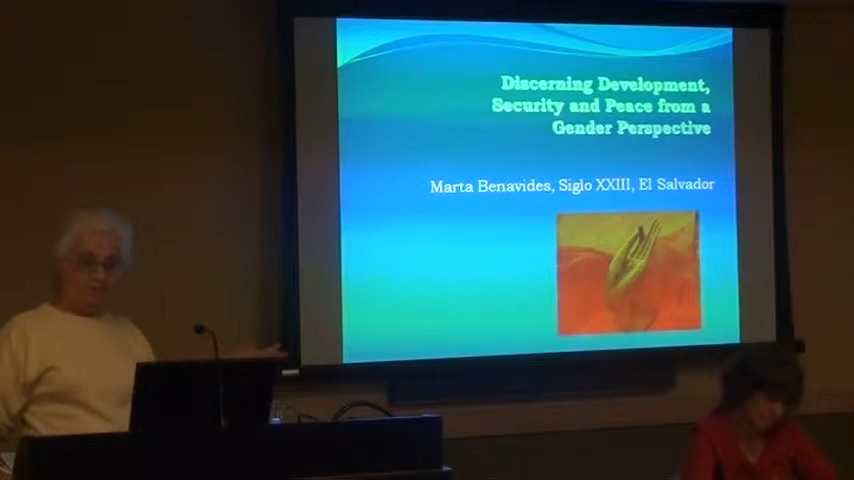 Discerning Development,
Security and Peace from a
Gender Perspective
Marta Benavides, Siglo XXIII, El Salvador